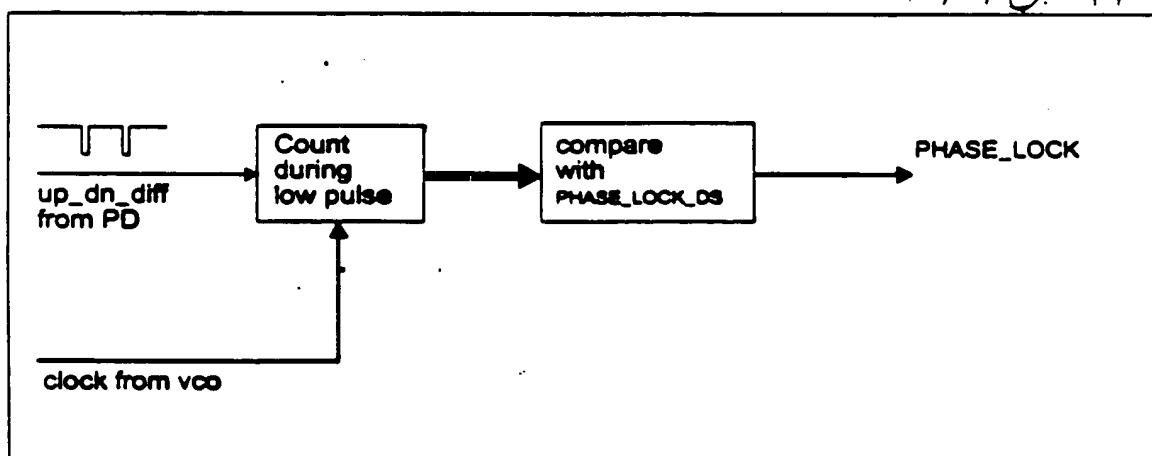 up_dn_diff
from PD
Count
during
low pulse
compare
with
PHASE_LOCK_DS
PHASE_LOCK
clock from vco